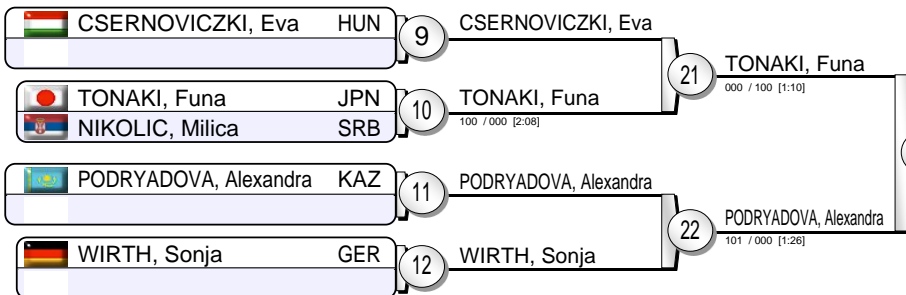 CSERNOVICZKI, Eva HUN
9
CSERNOVICZKI, Eva
21
TONAKI, Funa
000 / 100 [1:10]
TONAKI, Funa JPN
NIKOLIC, Milica SRB
10
TONAKI, Funa
100 / 000 [2:08]
PODRYADOVA, Alexandra KAZ
11
PODRYADOVA, Alexandra
22
PODRYADOVA, Alexandra
101 / 000 [1:26]
WIRTH, Sonja GER
12
WIRTH, Sonja